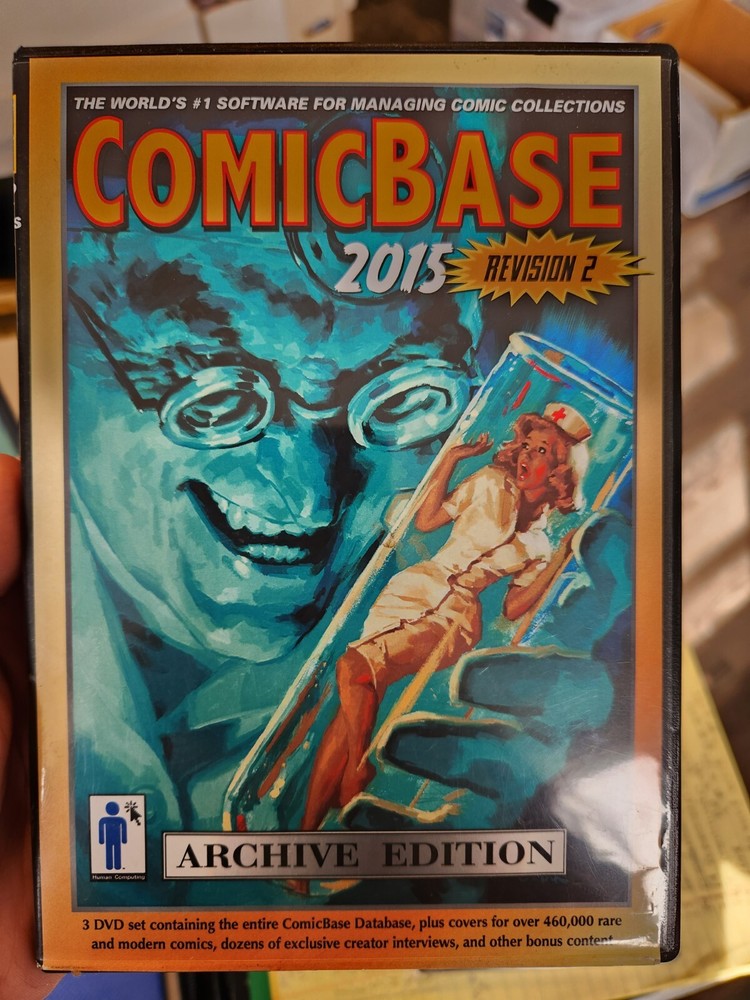 THE WORLD'S #1 SOFTWARE FOR MANAGING COMIC COLLECTIONS
COMICBASE
2015
REVISION 2
Human Computing
ARCHIVE EDITION
3 DVD set containing the entire ComicBase Database, plus covers for over 460,000 rare
and modern comics, dozens of exclusive creator interviews, and other bonus content.